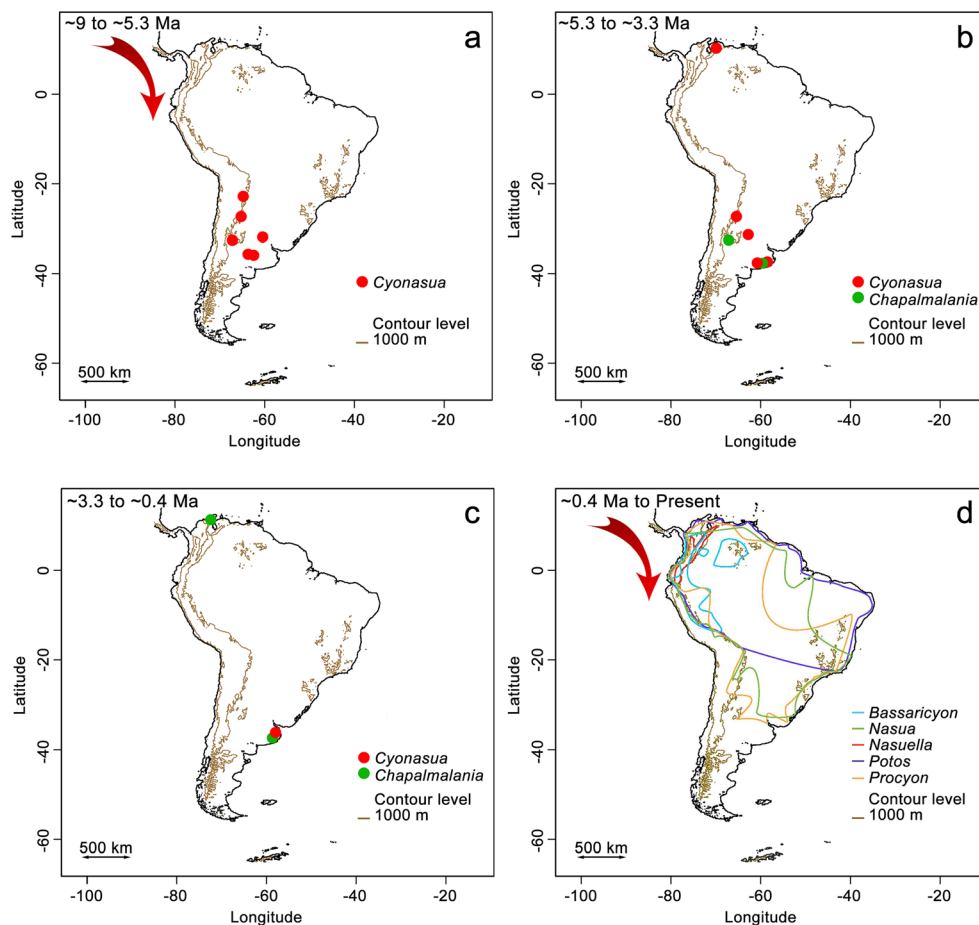 ~9 to ~5.3 Ma
a
0
-20
-40
-60
Latitude
Cyonasua
Contour level
1000 m
500 km
-100
-80
-60
-40
-20
Longitude
~5.3 to ~3.3 Ma
b
0
-20
-40
-60
Latitude
Cyonasua
Chapalmalania
Contour level
1000 m
500 km
-100
-80
-60
-40
-20
Longitude
~3.3 to ~0.4 Ma
c
0
-20
-40
-60
Latitude
Cyonasua
Chapalmalania
Contour level
1000 m
500 km
-100
-80
-60
-40
-20
Longitude
~0.4 Ma to Present
d
0
-20
-40
-60
Latitude
Bassaricyon
Nasua
Nasuella
Potos
Procyon
Contour level
1000 m
500 km
-100
-80
-60
-40
-20
Longitude